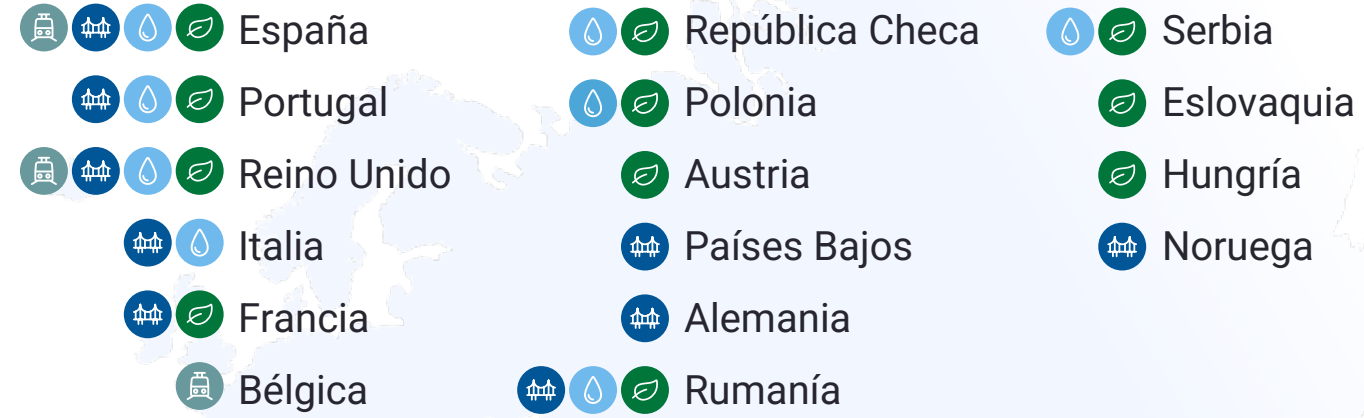 España
Portugal
Reino Unido
Italia
Francia
Bélgica
República Checa
Polonia
Austria
Países Bajos
Alemania
Rumanía
Serbia
Eslovaquia
Hungría
Noruega